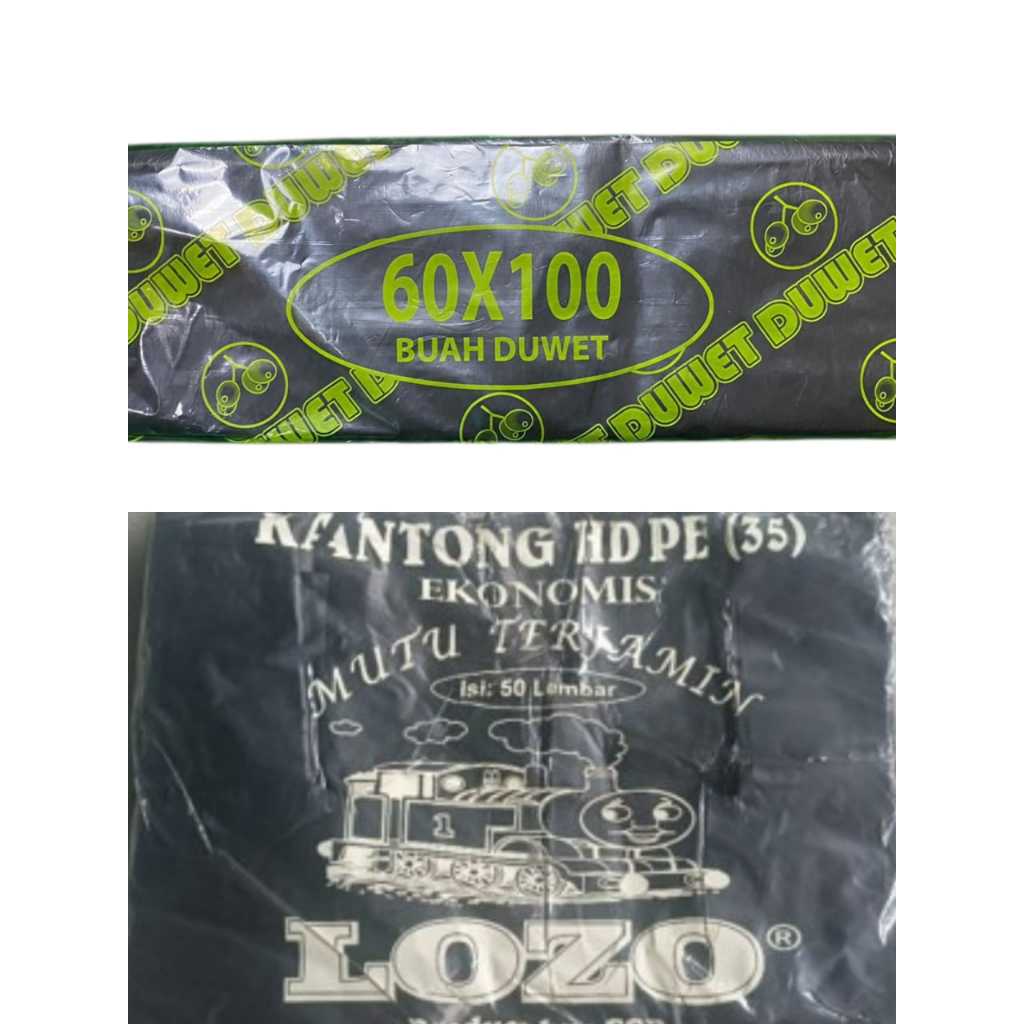 DUWET DUWET
DUWET DUWET
DUWET DUWET
60X100
BUAH DUWET
KANTONG HDPE (35)
EKONOMIS
MUTU TERJAMIN
Isi: 50 Lembar
1
LOZO®